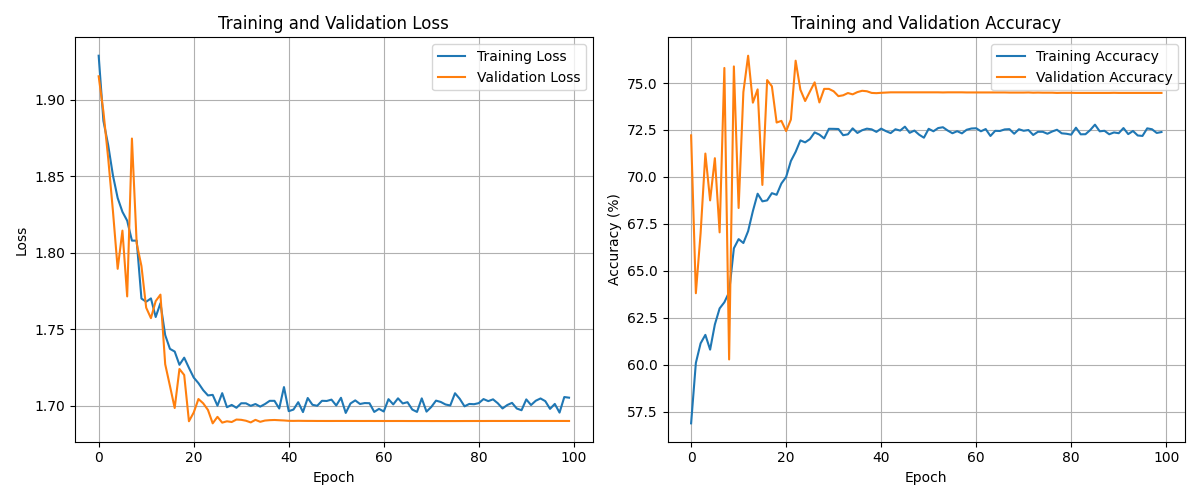 Training and Validation Loss
Training Loss
Validation Loss
1.90
1.85
1.80
1.75
1.70
Loss
0
20
40
60
80
100
Epoch
Training and Validation Accuracy
Training Accuracy
Validation Accuracy
75.0
72.5
70.0
67.5
65.0
62.5
60.0
57.5
Accuracy (%)
0
20
40
60
80
100
Epoch